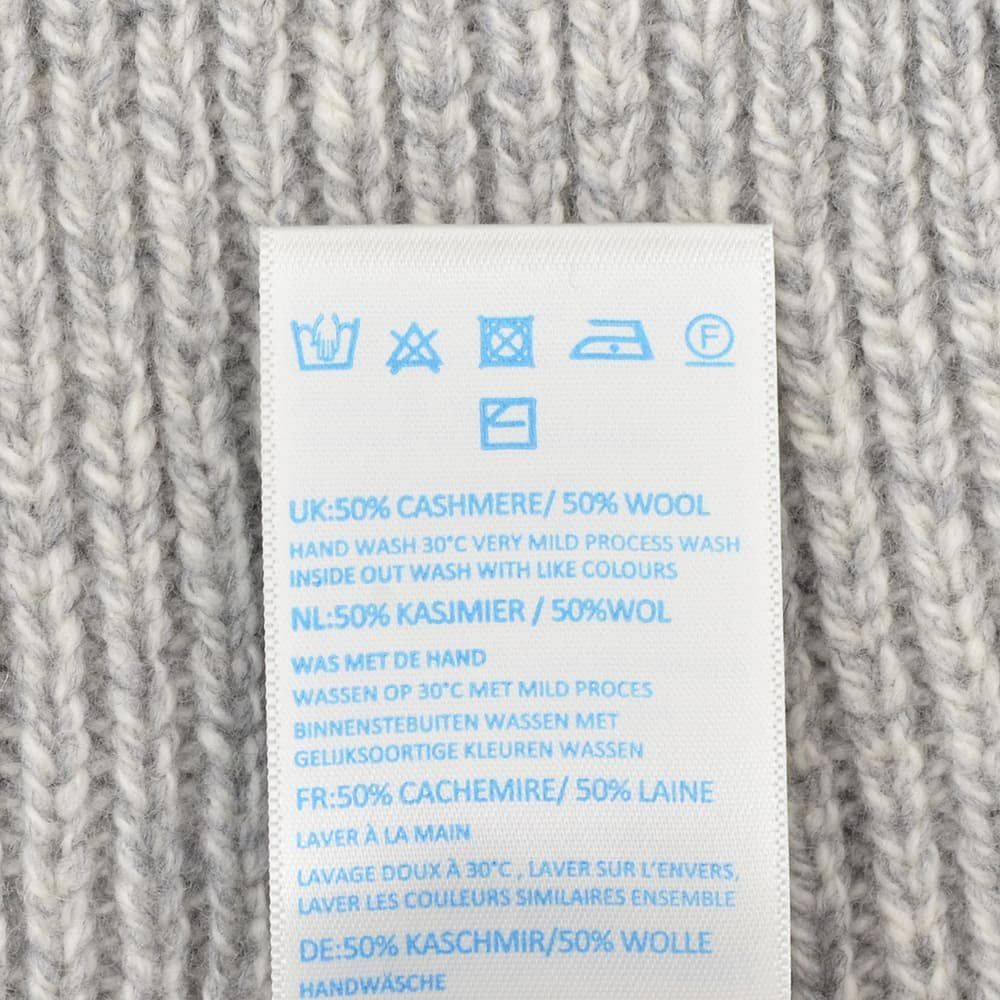 F
UK:50% CASHMERE/ 50% WOOL
HAND WASH 30°C VERY MILD PROCESS WASH
INSIDE OUT WASH WITH LIKE COLOURS
NL:50% KASJMIER / 50%WOL
WAS MET DE HAND
WASSEN OP 30°C MET MILD PROCES
BINNENSTEBUITEN WASSEN MET
GELIJKSOORTIGE KLEUREN WASSEN
FR:50% CACHEMIRE/ 50% LAINE
LAVER À LA MAIN
LAVAGE DOUX À 30°C , LAVER SUR L'ENVERS,
LAVER LES COULEURS SIMILAIRES ENSEMBLE
DE:50% KASCHMIR/50% WOLLE
HANDWÄSCHE